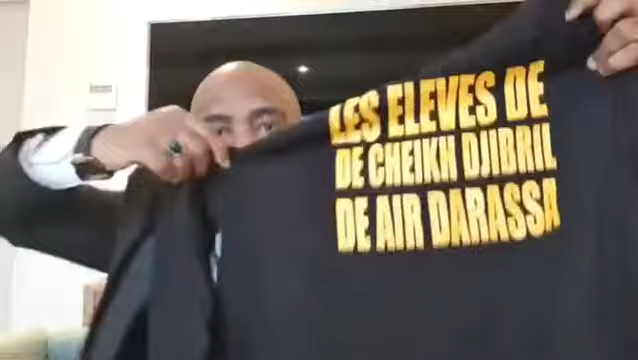 LES ELEVES DE
DE CHEIKH DJIBRIL
DE AIR DARASSA